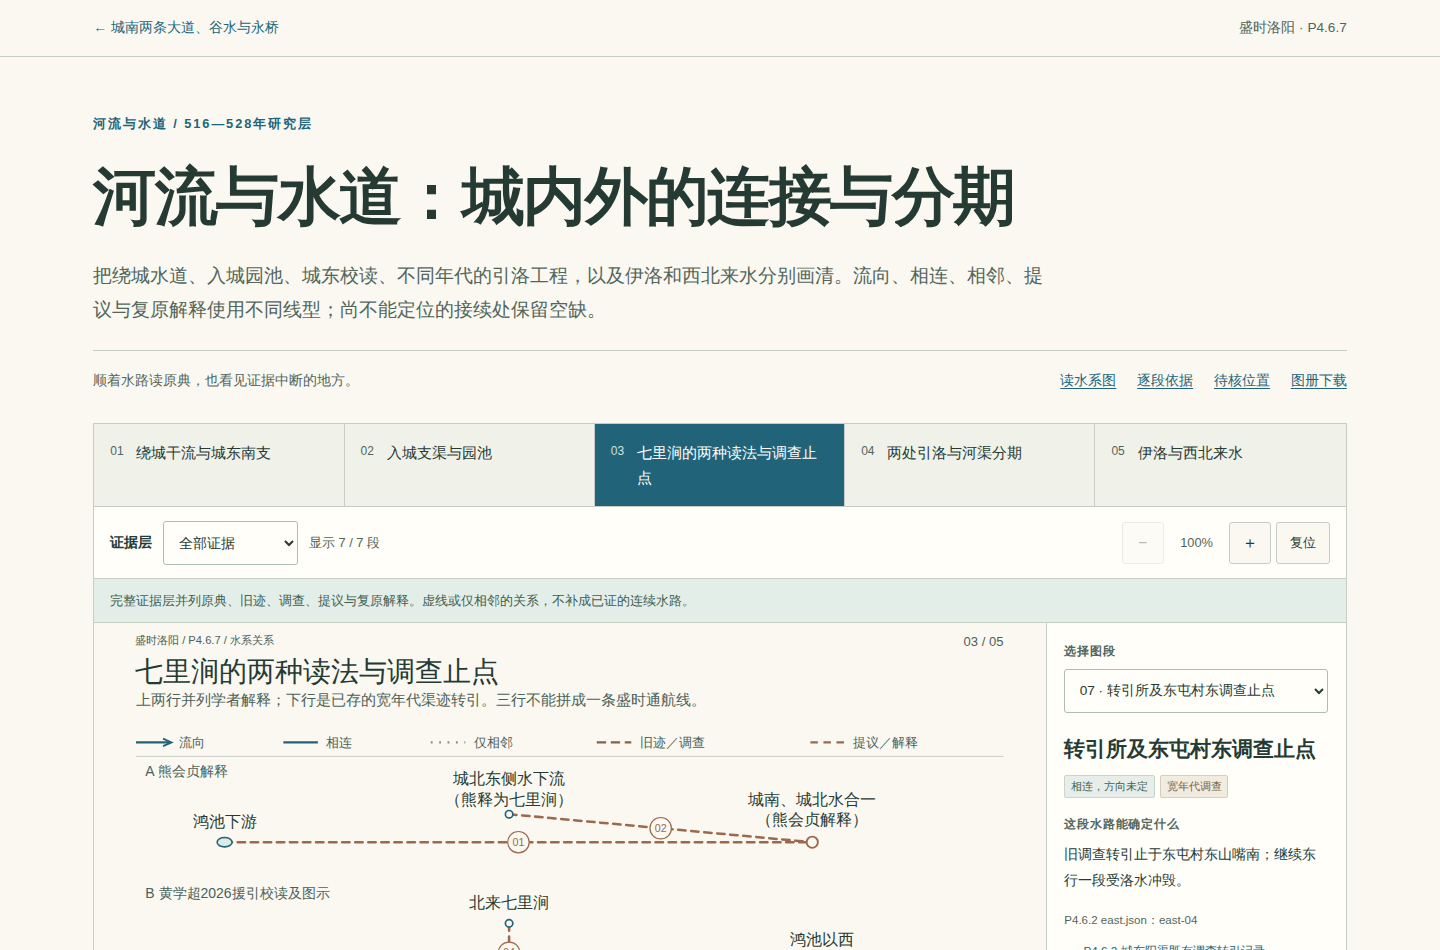 ← 城南两条大道、谷水与永桥
盛时洛阳 · P4.6.7
河流与水道 / 516—528年研究层
河流与水道：城内外的连接与分期
把绕城水道、入城园池、城东校读、不同年代的引洛工程，以及伊洛和西北来水分别画清。流向、相连、相邻、提
议与复原解释使用不同线型；尚不能定位的接续处保留空缺。
顺着水路读原典，也看见证据中断的地方。
读水系图 逐段依据 待核位置 图册下载
01 绕城干流与城东南支
02 入城支渠与园池
03 七里涧的两种读法与调查止
点
04 两处引洛与河渠分期
05 伊洛与西北来水
证据层 全部证据 显示 7 / 7 段
− 100% + 复位
完整证据层并列原典、旧迹、调查、提议与复原解释。虚线或仅相邻的关系，不补成已证的连续水路。
盛时洛阳 / P4.6.7 / 水系关系
03 / 05
七里涧的两种读法与调查止点
上两行并列学者解释；下行是已存的宽年代渠迹转引。三行不能拼成一条盛时通航线。
流向 相连 仅相邻 旧迹／调查 提议／解释
A 熊会贞解释
城北东侧水下流
（熊释为七里涧）
城南、城北水合一
（熊会贞解释）
鸿池下游
02
01
B 黄学超2026援引校读及图示
北来七里涧
鸿池以西
选择图段
07 · 转引所及东屯村东调查止点
转引所及东屯村东调查止点
相连，方向未定 宽年代调查
这段水路能确定什么
旧调查转引止于东屯村东山嘴南；继续东
行一段受洛水冲毁。
P4.6.2 east.json：east-04